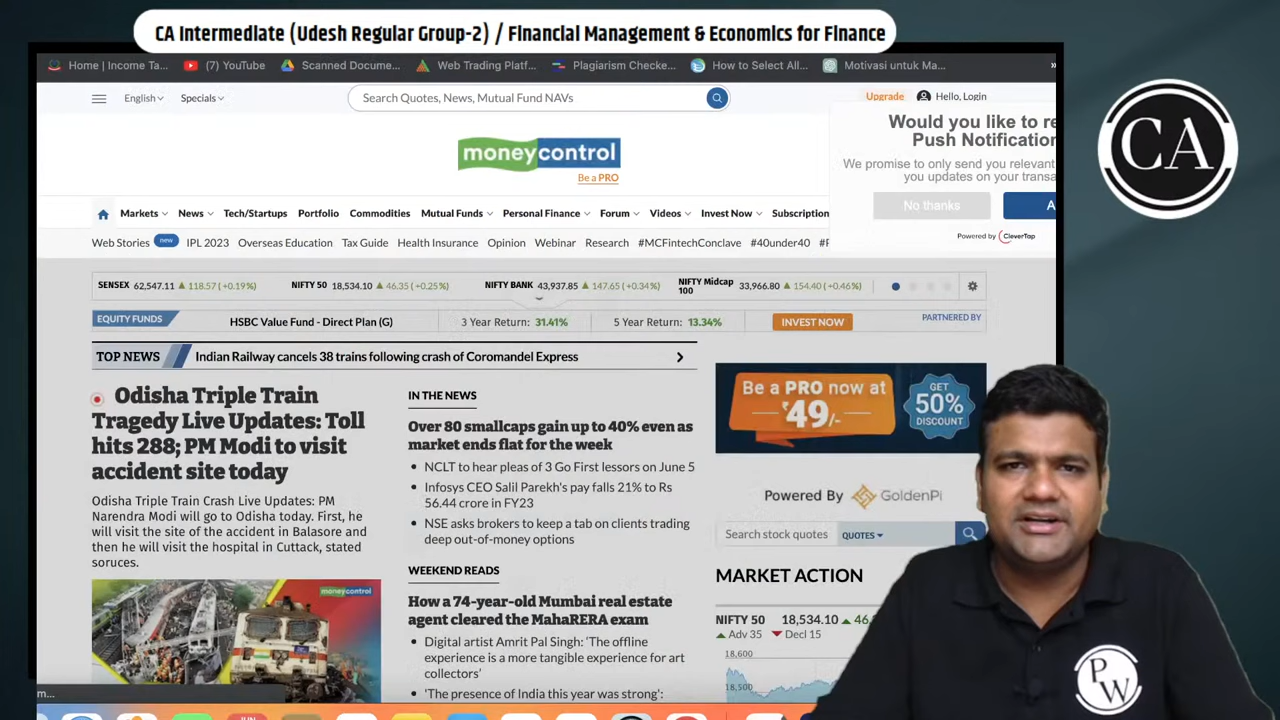 CA Intermediate (Udesh Regular Group-2) / Financial Management & Economics for Finance
Home | Income Ta...
(7) YouTube
Scanned Docume...
Web Trading Platf...
Plagiarism Checke...
How to Select All...
Motivasi untuk Ma...
»
English
Specials
Search Quotes, News, Mutual Fund NAVs
Upgrade
Hello, Login
Would you like to re
Push Notification
We promise to only send you relevant
you updates on your transa
No thanks
A
Powered by CleverTap
moneycontrol
Be a PRO
Markets
News
Tech/Startups
Portfolio
Commodities
Mutual Funds
Personal Finance
Forum
Videos
Invest Now
Subscription
Web Stories
new
IPL 2023
Overseas Education
Tax Guide
Health Insurance
Opinion
Webinar
Research
#MCFintechConclave
#40under40
SENSEX 62,547.11 ▲ 118.57 (+0.19%)
NIFTY 50 18,534.10 ▲ 46.35 (+0.25%)
NIFTY BANK 43,937.85 ▲ 147.65 (+0.34%)
NIFTY Midcap
100
33,966.80 ▲ 154.40 (+0.46%)
EQUITY FUNDS
HSBC Value Fund - Direct Plan (G)
3 Year Return: 31.41%
5 Year Return: 13.34%
INVEST NOW
PARTNERED BY
TOP NEWS
Indian Railway cancels 38 trains following crash of Coromandel Express
Odisha Triple Train
Tragedy Live Updates: Toll
hits 288; PM Modi to visit
accident site today
Odisha Triple Train Crash Live Updates: PM
Narendra Modi will go to Odisha today. First, he
will visit the site of the accident in Balasore and
then he will visit the hospital in Cuttack, stated
soruces.
moneycontrol
IN THE NEWS
Over 80 smallcaps gain up to 40% even as
market ends flat for the week
• NCLT to hear pleas of 3 Go First lessors on June 5
• Infosys CEO Salil Parekh's pay falls 21% to Rs
56.44 crore in FY23
• NSE asks brokers to keep a tab on clients trading
deep out-of-money options
WEEKEND READS
How a 74-year-old Mumbai real estate
agent cleared the MahaRERA exam
• Digital artist Amrit Pal Singh: 'The offline
experience is a more tangible experience for art
collectors'
• 'The presence of India this year was strong':
Be a PRO now at
₹49/-
GET
50%
DISCOUNT
Powered By GoldenPi
Search stock quotes
QUOTES
MARKET ACTION
NIFTY 50 18,534.10 ▲ 46.
▲ Adv 35 ▼ Decl 15
18,600
18,500
m...
JUN
CA
PW